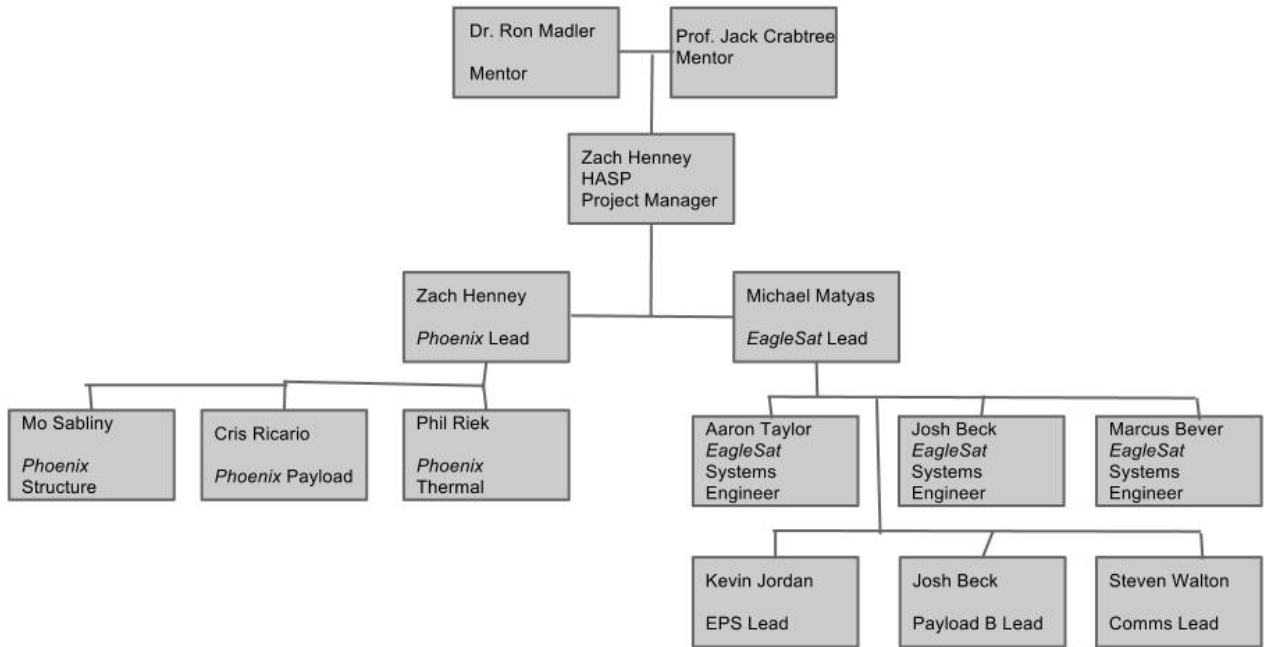 Dr. Ron Madler
Mentor
Prof. Jack Crabtree
Mentor
Zach Henney
HASP
Project Manager
Zach Henney
Phoenix Lead
Michael Matyas
EagleSat Lead
Mo Sabliny
Phoenix
Structure
Cris Ricario
Phoenix Payload
Phil Riek
Phoenix
Thermal
Aaron Taylor
EagleSat
Systems
Engineer
Josh Beck
EagleSat
Systems
Engineer
Marcus Bever
EagleSat
Systems
Engineer
Kevin Jordan
EPS Lead
Josh Beck
Payload B Lead
Steven Walton
Comms Lead